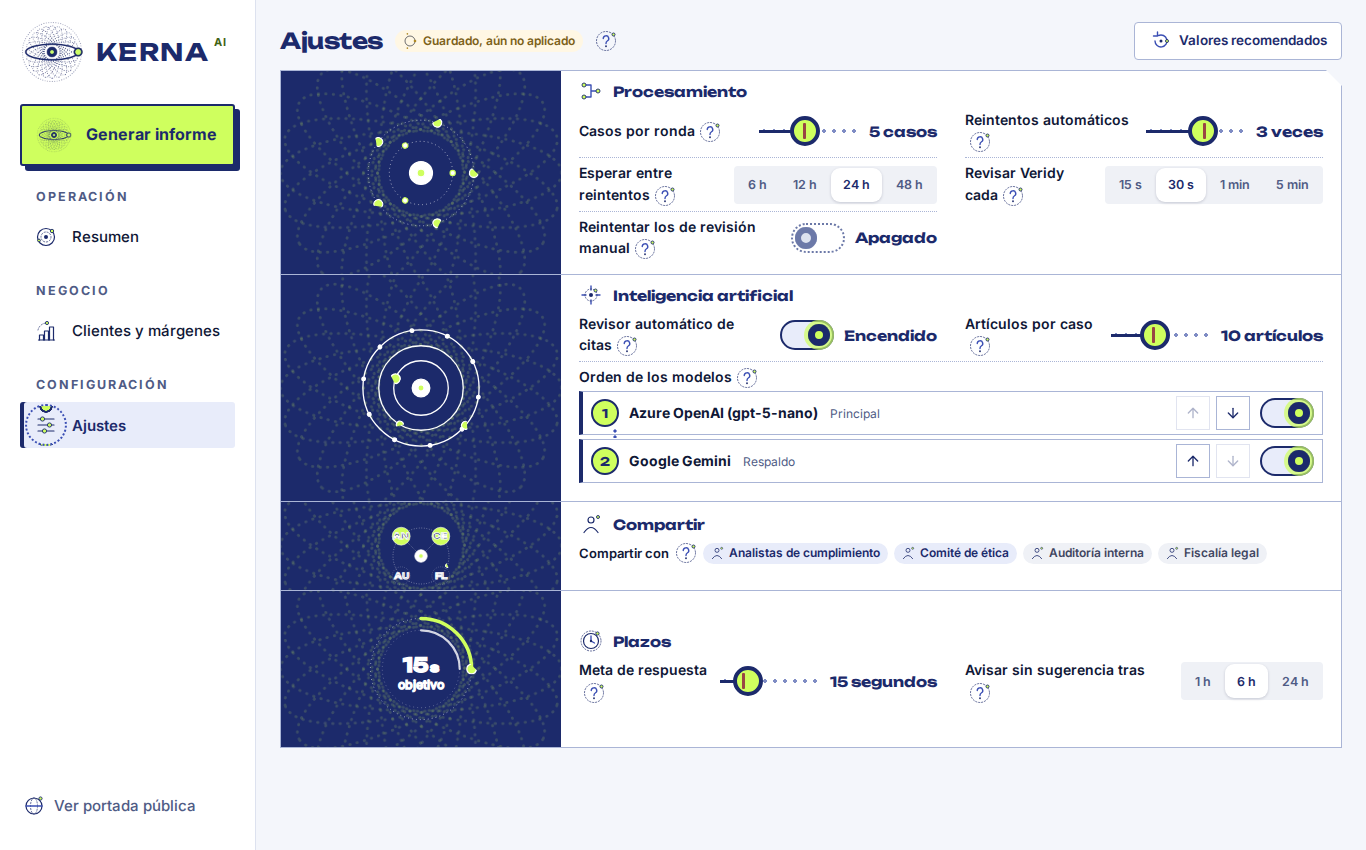 KERNA AI
Generar informe
OPERACIÓN
Resumen
NEGOCIO
Clientes y márgenes
CONFIGURACIÓN
Ajustes
Ver portada pública
Ajustes
Guardado, aún no aplicado
?
Valores recomendados
Procesamiento
Casos por ronda ?
5 casos
Reintentos automáticos
?
3 veces
Esperar entre
reintentos ?
6 h 12 h 24 h 48 h
Revisar Veridy
cada ?
15 s 30 s 1 min 5 min
Reintentar los de revisión
manual ?
Apagado
Inteligencia artificial
Revisor automático de
citas ?
Encendido
Artículos por caso
?
10 artículos
Orden de los modelos ?
1 Azure OpenAI (gpt-5-nano) Principal
2 Google Gemini Respaldo
AU FL
Compartir
Compartir con ? Analistas de cumplimiento Comité de ética Auditoría interna Fiscalía legal
15s
objetivo
Plazos
Meta de respuesta
?
15 segundos
Avisar sin sugerencia tras
?
1 h 6 h 24 h